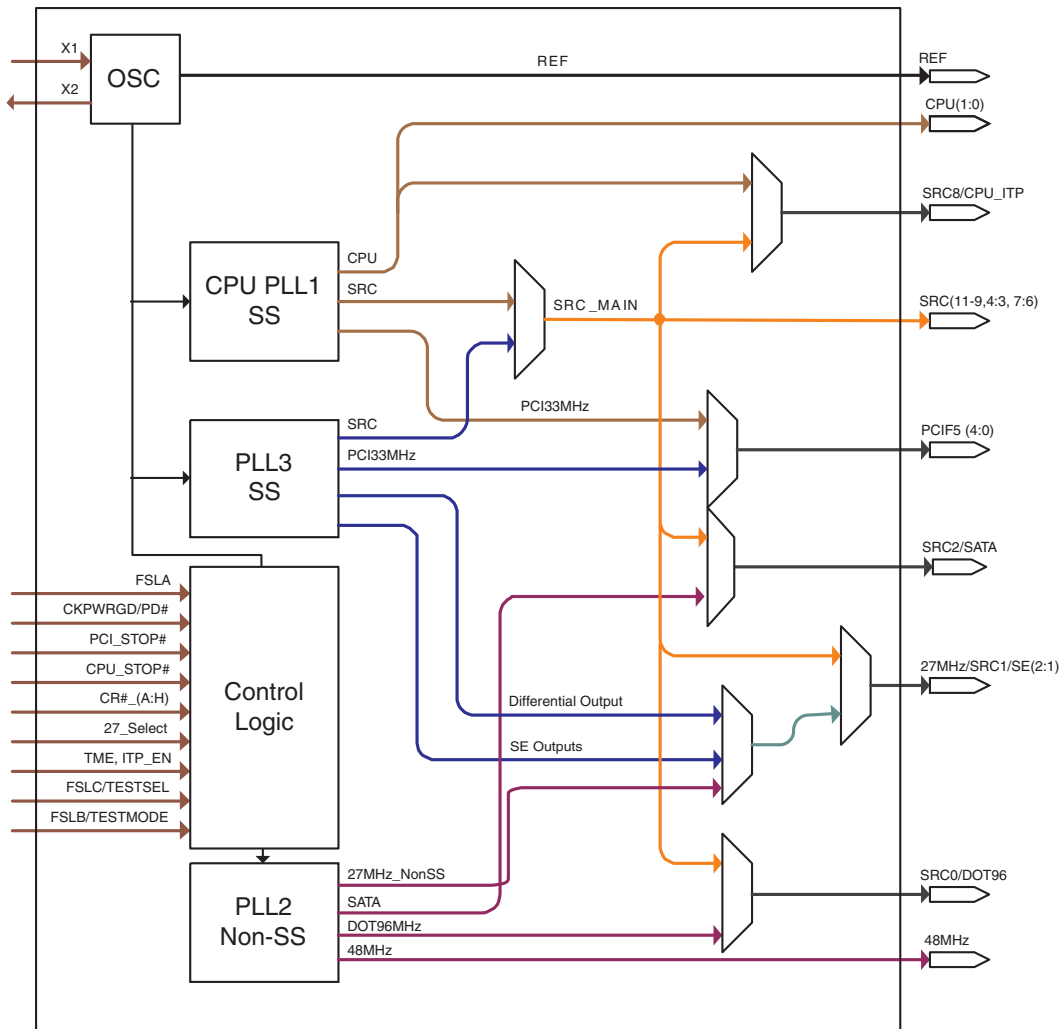 X1
X2
OSC
REF
REF
CPU(1:0)
SRC8/CPU_ITP
CPU PLL1
SS
CPU
SRC
SRC_MAIN
SRC(11-9,4:3, 7:6)
PCI33MHz
PLL3
SS
SRC
PCI33MHz
PCIF5 (4:0)
SRC2/SATA
FSLA
CKPWRGD/PD#
PCI_STOP#
CPU_STOP#
CR#_(A:H)
27_Select
TME, ITP_EN
FSLC/TESTSEL
FSLB/TESTMODE
Control
Logic
Differential Output
SE Outputs
27MHz/SRC1/SE(2:1)
PLL2
Non-SS
27MHz_NonSS
SATA
DOT96MHz
48MHz
SRC0/DOT96
48MHz